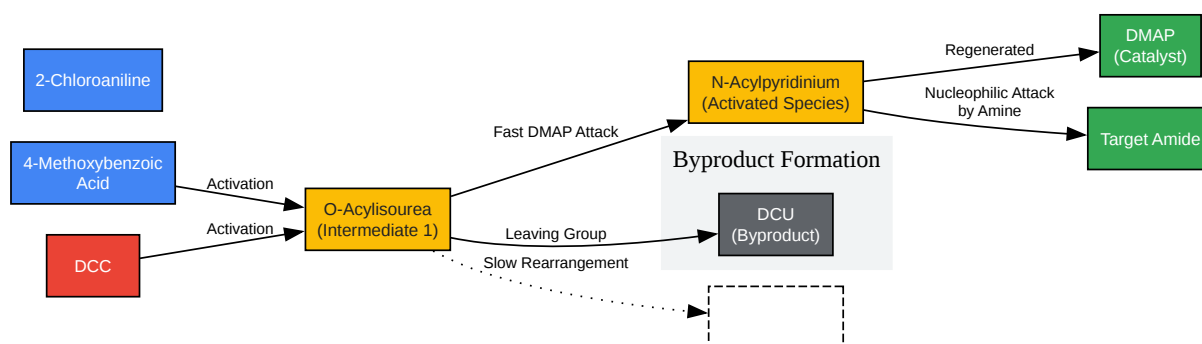 2-Chloroaniline
4-Methoxybenzoic
Acid
DCC
Activation
Activation
O-Acylisourea
(Intermediate 1)
Fast DMAP Attack
Leaving Group
Slow Rearrangement
N-Acylpyridinium
(Activated Species)
Byproduct Formation
DCU
(Byproduct)
Regenerated
Nucleophilic Attack
by Amine
DMAP
(Catalyst)
Target Amide